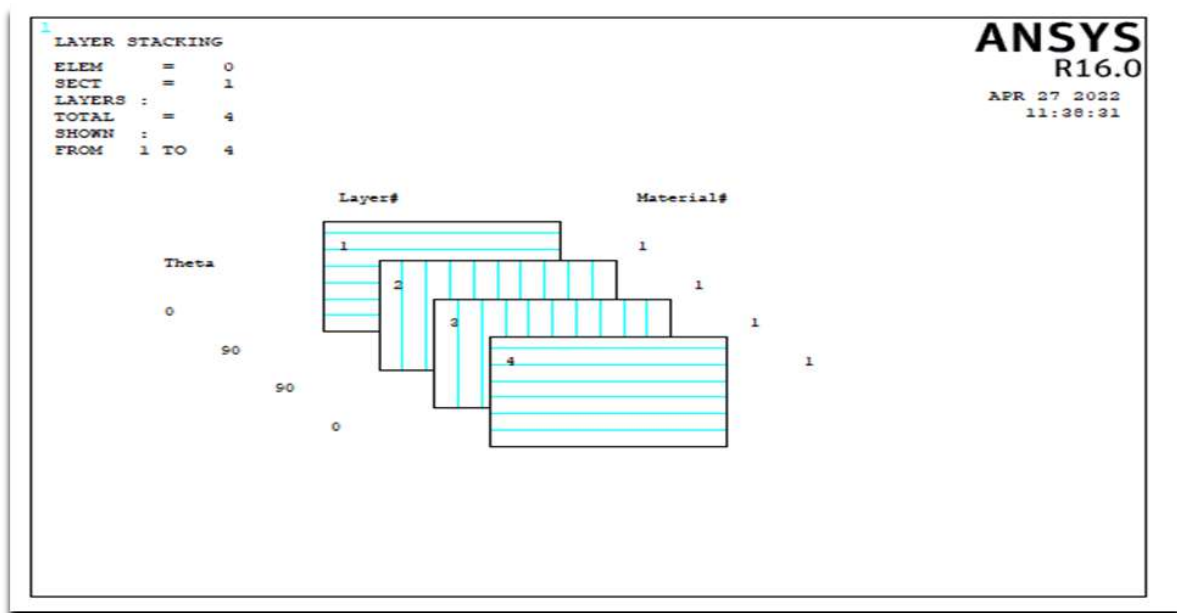 1
LAYER STACKING
ELEM = 0
SECT = 1
LAYERS :
TOTAL = 4
SHOWN :
FROM 1 TO 4
ANSYS
R16.0
APR 27 2022
11:38:31
Layer# Material#
1 1
Theta
2 1
0
3 1
90
4 1
90
0